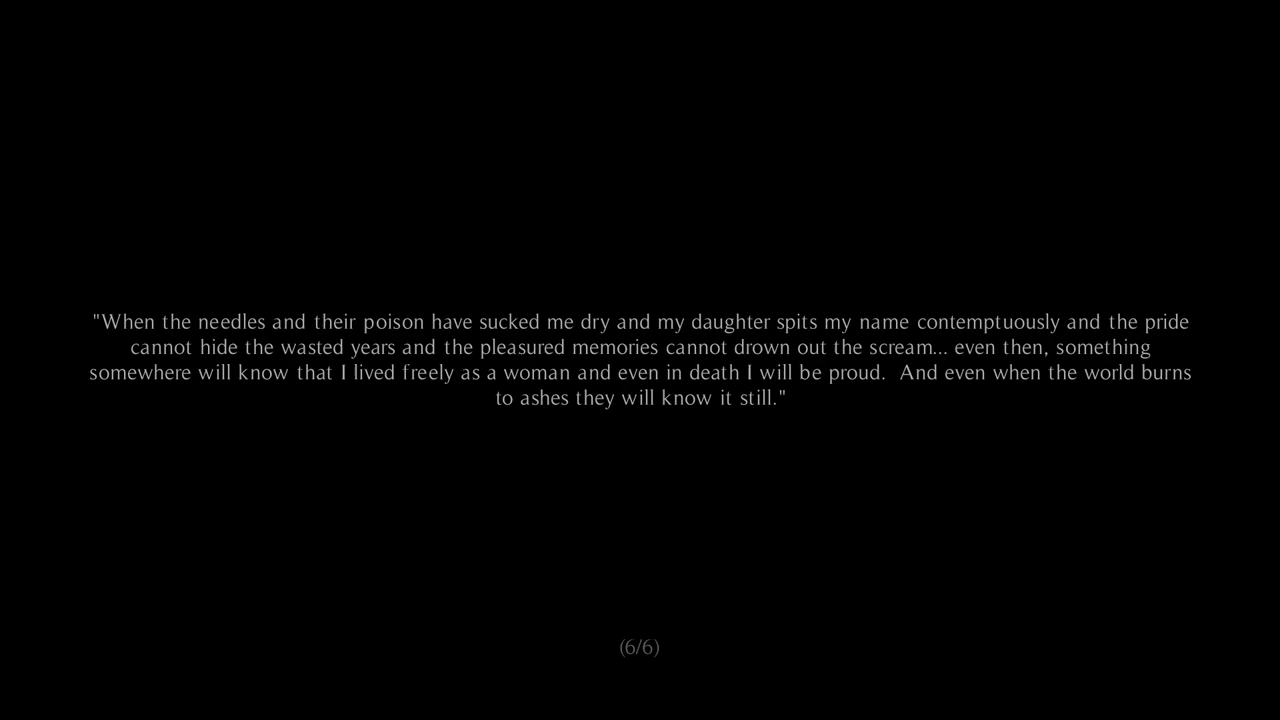 "When the needles and their poison have sucked me dry and my daughter spits my name contemptuously and the pride
cannot hide the wasted years and the pleasured memories cannot drown out the scream... even then, something
somewhere will know that I lived freely as a woman and even in death I will be proud.  And even when the world burns
to ashes they will know it still."
(6/6)